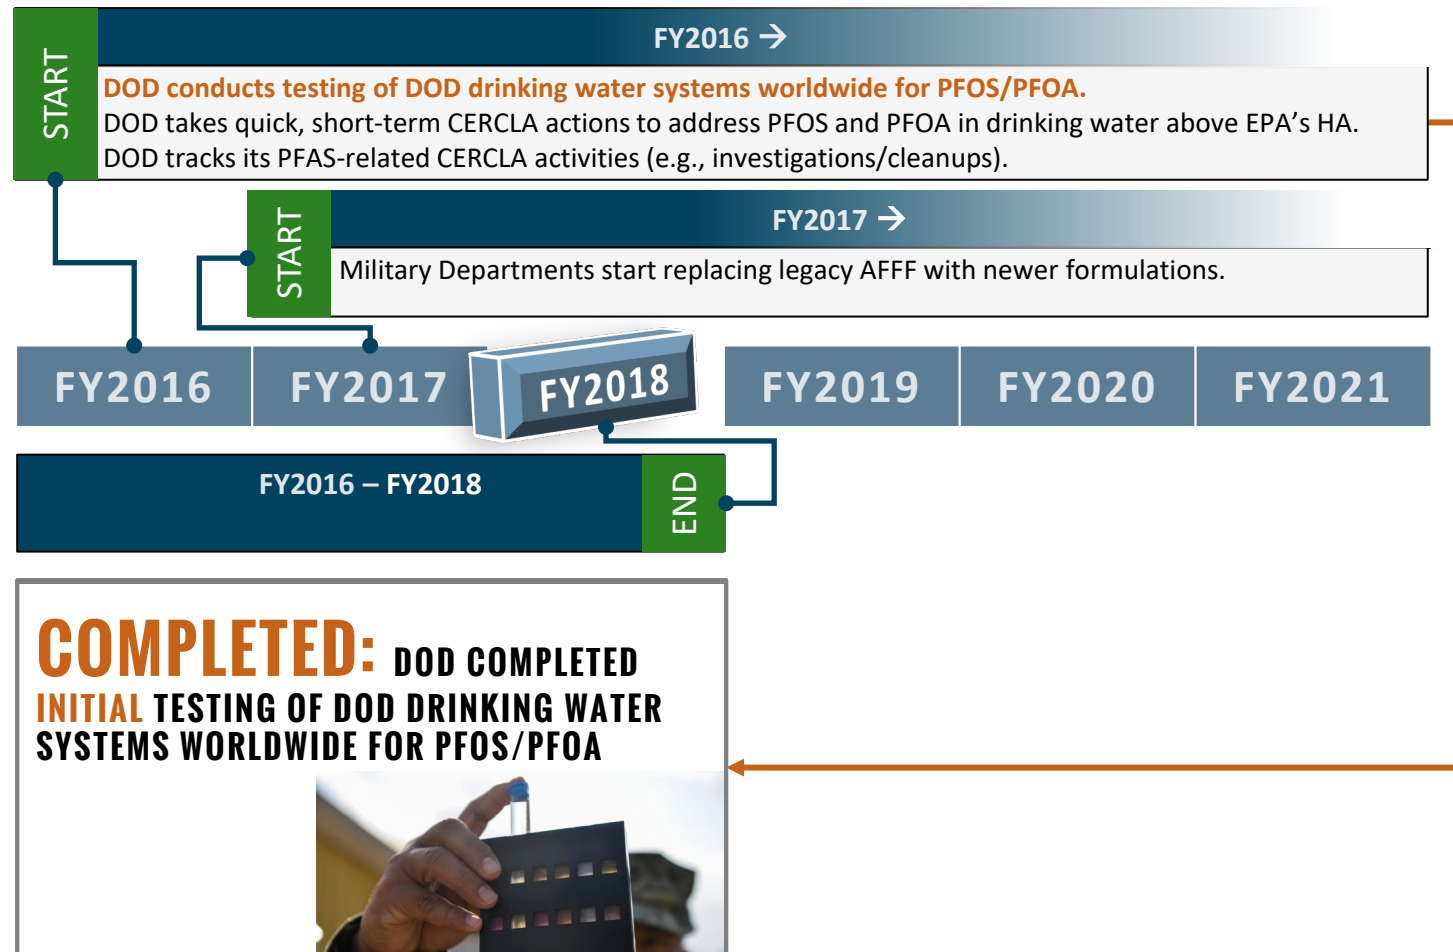 START
FY2016 →
DOD conducts testing of DOD drinking water systems worldwide for PFOS/PFOA.
DOD takes quick, short-term CERCLA actions to address PFOS and PFOA in drinking water above EPA’s HA.
DOD tracks its PFAS-related CERCLA activities (e.g., investigations/cleanups).
START
FY2017 →
Military Departments start replacing legacy AFFF with newer formulations.
FY2016
FY2017
FY2018
FY2019
FY2020
FY2021
FY2016 – FY2018
END
COMPLETED: DOD COMPLETED
INITIAL TESTING OF DOD DRINKING WATER
SYSTEMS WORLDWIDE FOR PFOS/PFOA